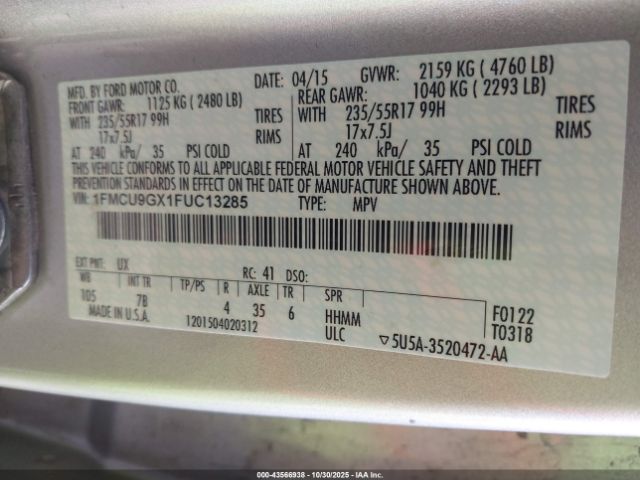 MFD. BY FORD MOTOR CO.
DATE: 04/15 GVWR: 2159 KG ( 4760 LB)
FRONT GAWR: 1125 KG ( 2480 LB) REAR GAWR: 1040 KG ( 2293 LB)
WITH 235/55R17 99H TIRES WITH 235/55R17 99H TIRES
17x7.5J RIMS 17x7.5J RIMS
AT 240 kPa/ 35 PSI COLD AT 240 kPa/ 35 PSI COLD
THIS VEHICLE CONFORMS TO ALL APPLICABLE FEDERAL MOTOR VEHICLE SAFETY AND THEFT
PREVENTION STANDARDS IN EFFECT ON THE DATE OF MANUFACTURE SHOWN ABOVE.
VIN: 1FMCU9GX1FUC13285 TYPE: MPV
EXT PNT: UX RC: 41 DSO:
WB INT TR TP/PS R AXLE TR SPR
105 7B 4 35 6 HHMM F0122
MADE IN U.S.A. 1201504020312 ULC ▽5U5A-3520472-AA T0318
000-43566938 | 10/30/2025 - IAA Inc.